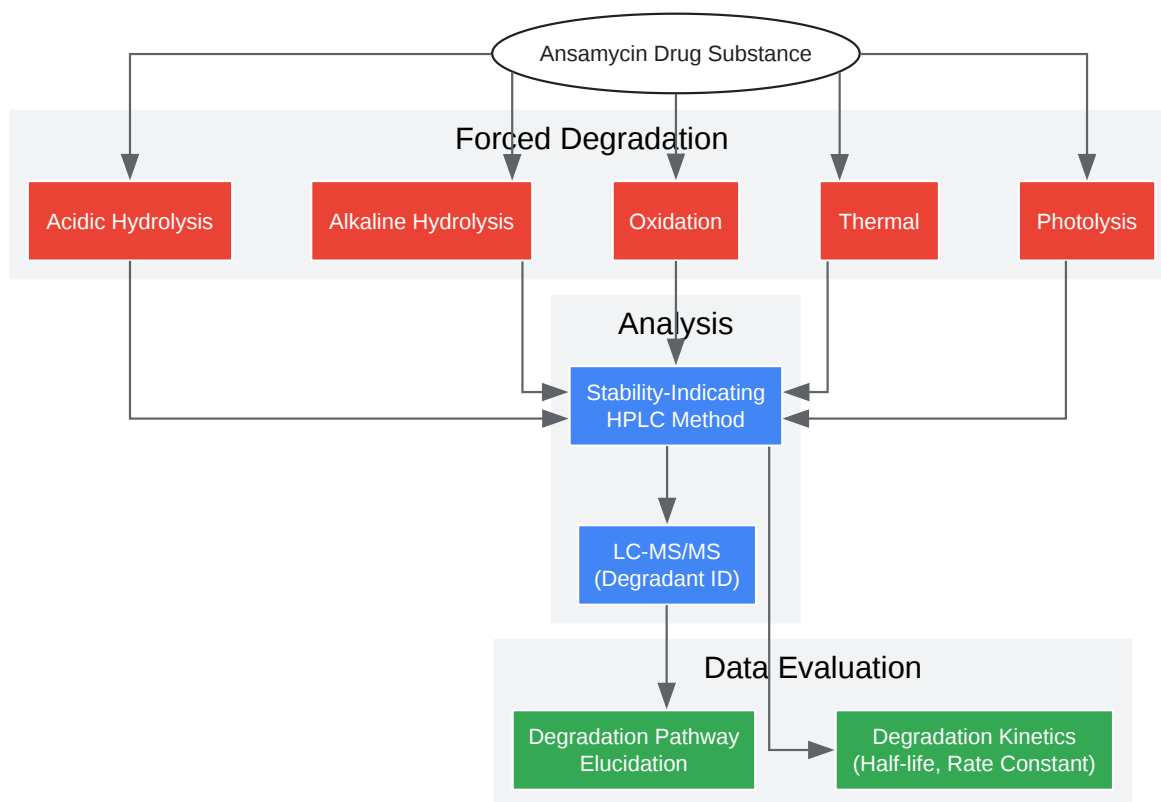 Ansamycin Drug Substance
Forced Degradation
Acidic Hydrolysis
Alkaline Hydrolysis
Oxidation
Thermal
Photolysis
Analysis
Stability-Indicating
HPLC Method
LC-MS/MS
(Degradant ID)
Data Evaluation
Degradation Pathway
Elucidation
Degradation Kinetics
(Half-life, Rate Constant)